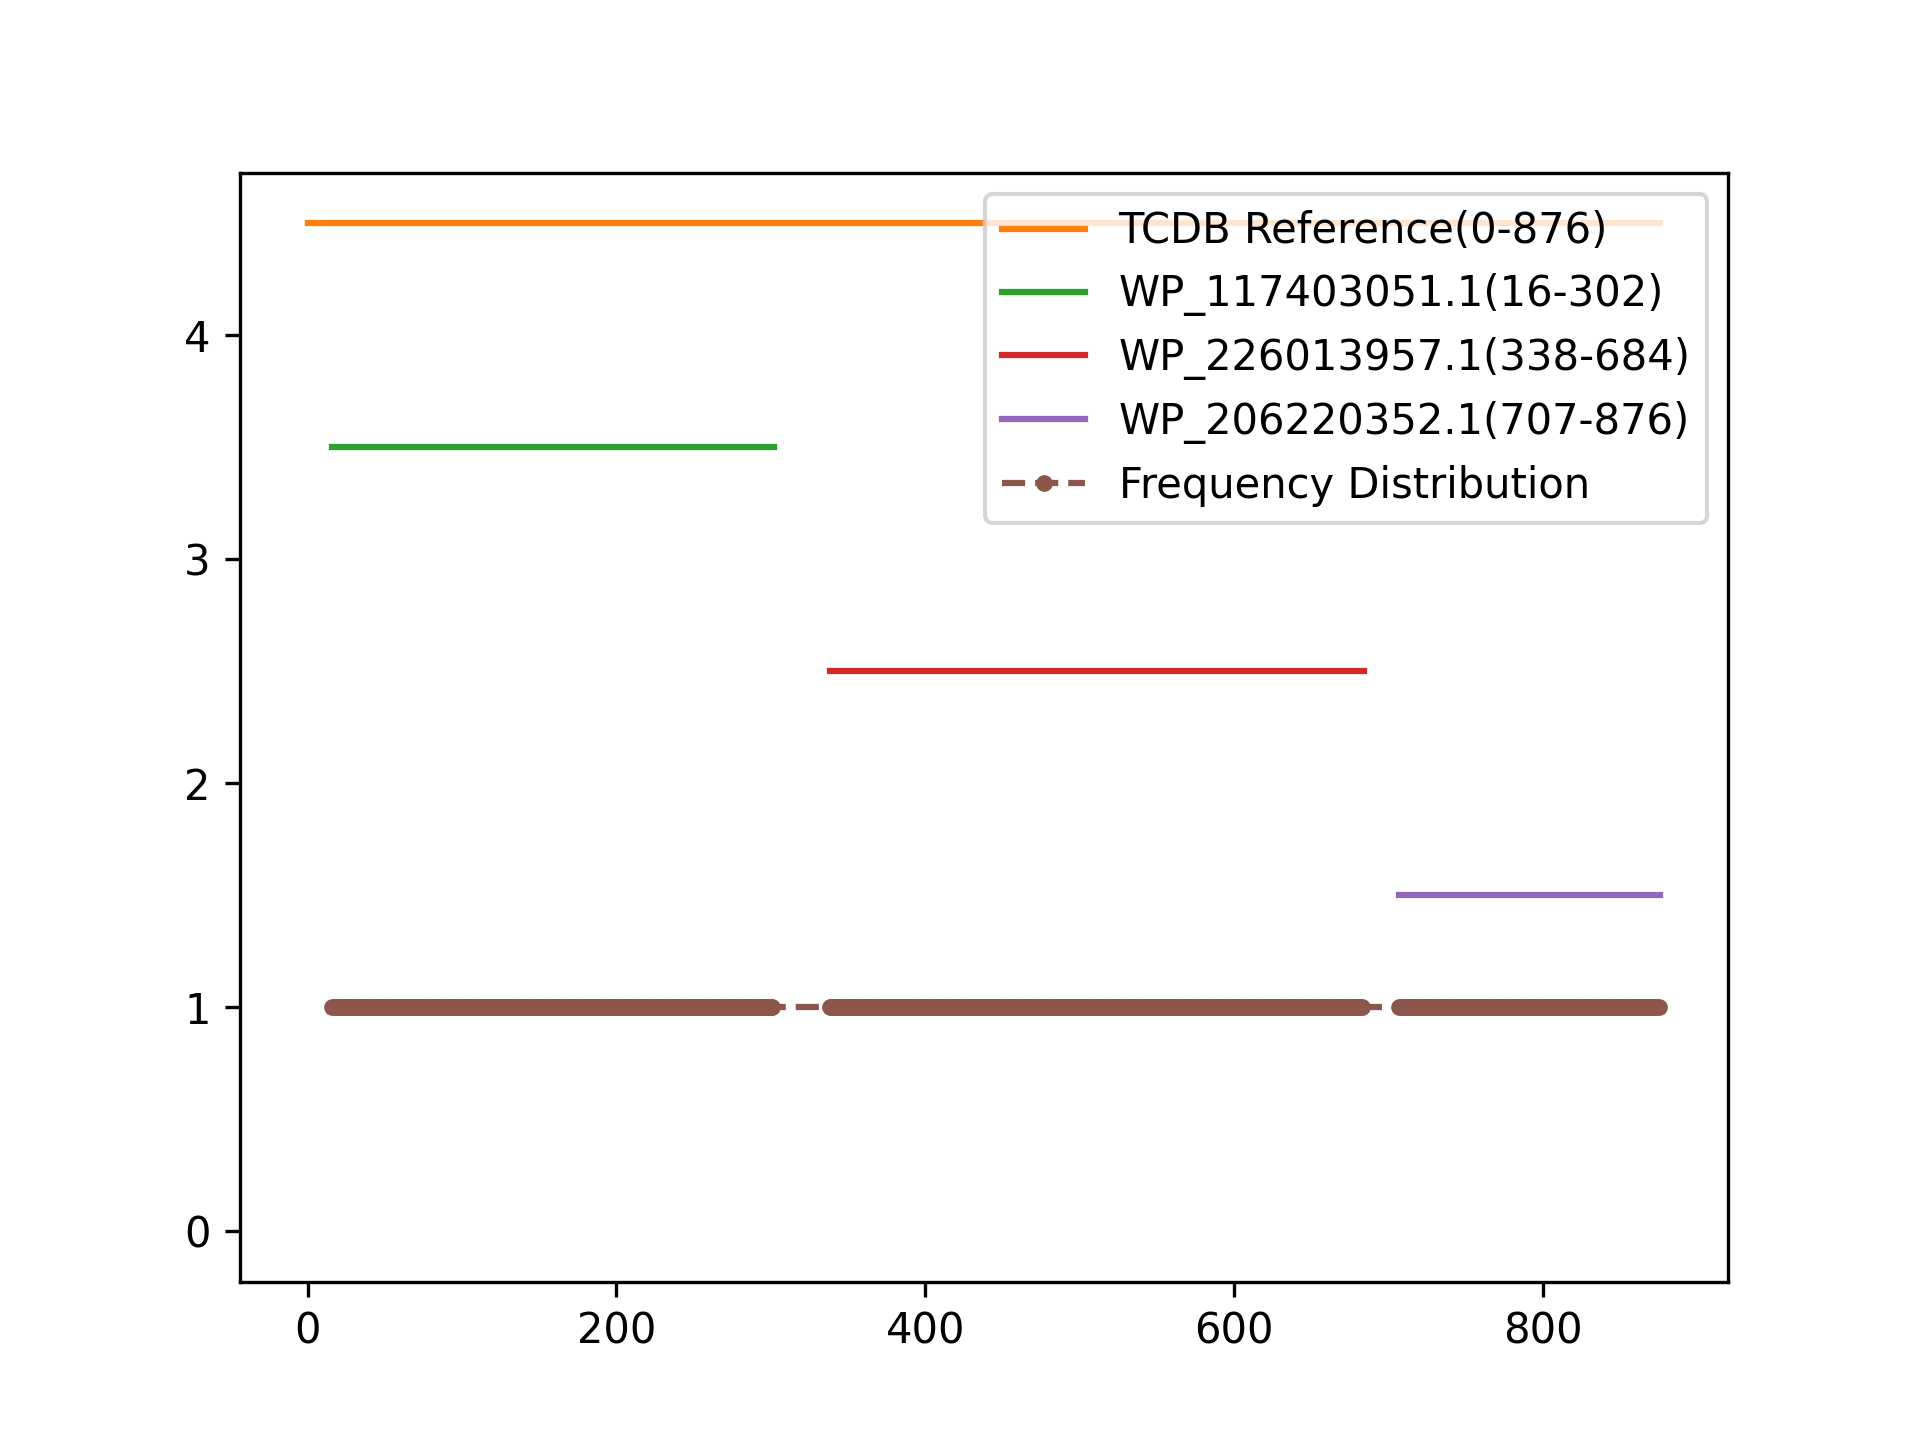 TCDB Reference(0-876)
WP_117403051.1(16-302)
WP_226013957.1(338-684)
WP_206220352.1(707-876)
Frequency Distribution
4
3
2
1
0
0 200 400 600 800